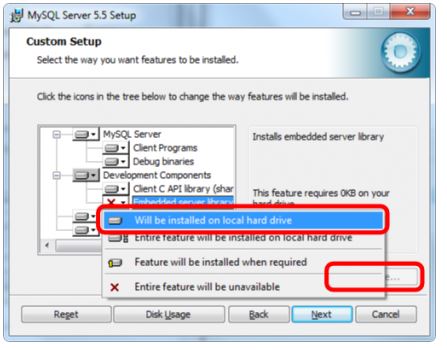 MySQL Server 5.5 Setup
Custom Setup
Select the way you want features to be installed.
Click the icons in the tree below to change the way features will be installed.
MySQL Server
Client Programs
Debug binaries
Development Components
Client C API library (shar
Embedded server library
Installs embedded server library
This feature requires 0KB on your
hard drive.
Will be installed on local hard drive
Entire feature will be installed on local hard drive
Feature will be installed when required
Entire feature will be unavailable
Reset
Disk Usage
Back
Next
Cancel